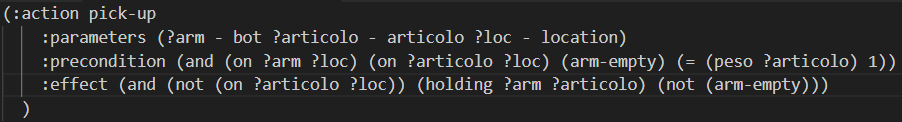 (:action pick-up
:parameters (?arm - bot ?articolo - articolo ?loc - location)
:precondition (and (on ?arm ?loc) (on ?articolo ?loc) (arm-empty) (= (peso ?articolo) 1))
:effect (and (not (on ?articolo ?loc)) (holding ?arm ?articolo) (not (arm-empty)))
)